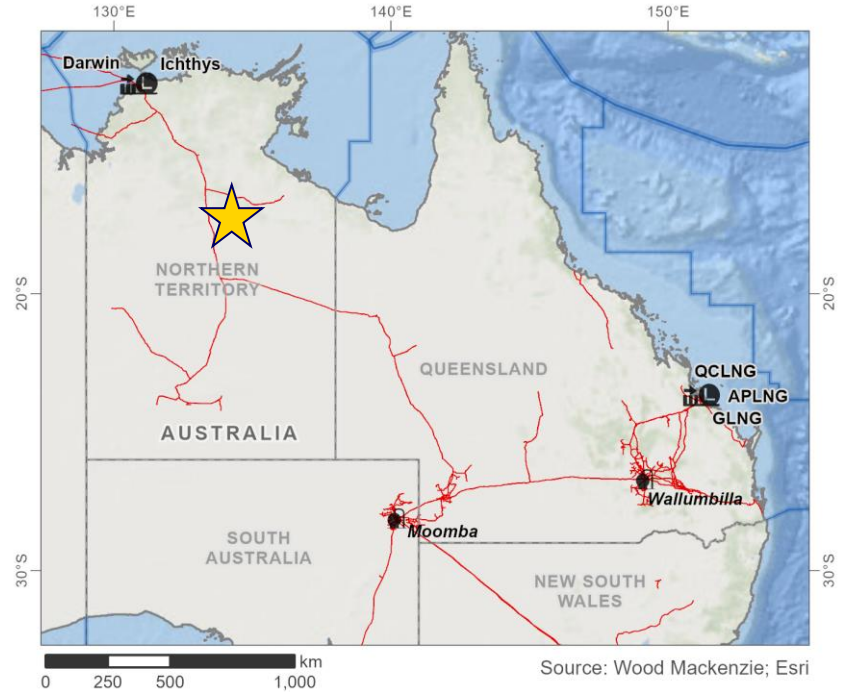 130°E
140°E
150°E
Darwin
Ichthys
NORTHERN
TERRITORY
20°S
20°S
QUEENSLAND
QCLNG
APLNG
GLNG
AUSTRALIA
Wallumbilla
Moomba
SOUTH
AUSTRALIA
30°S
30°S
NEW SOUTH
WALES
km
0 250 500 1,000
Source: Wood Mackenzie; Esri